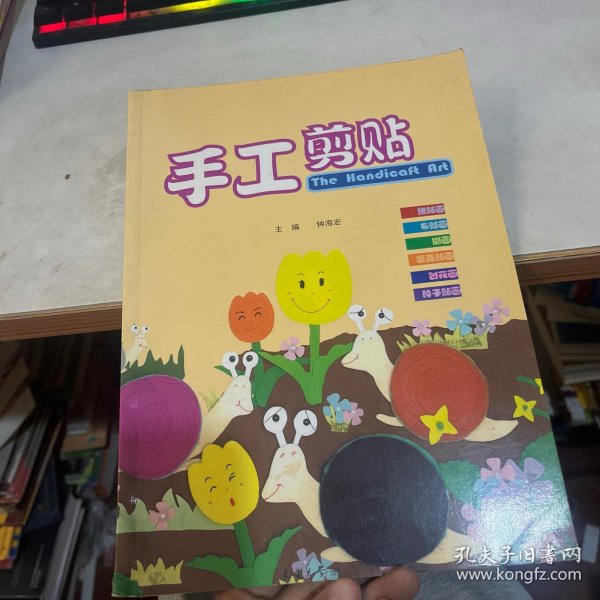 手工剪贴
The Handicaft Art
主 编 钟海宏
纸贴画
布贴画
树画
蛋壳贴画
刮花画
种子贴画
孔夫子旧书网
www.kongfz.com